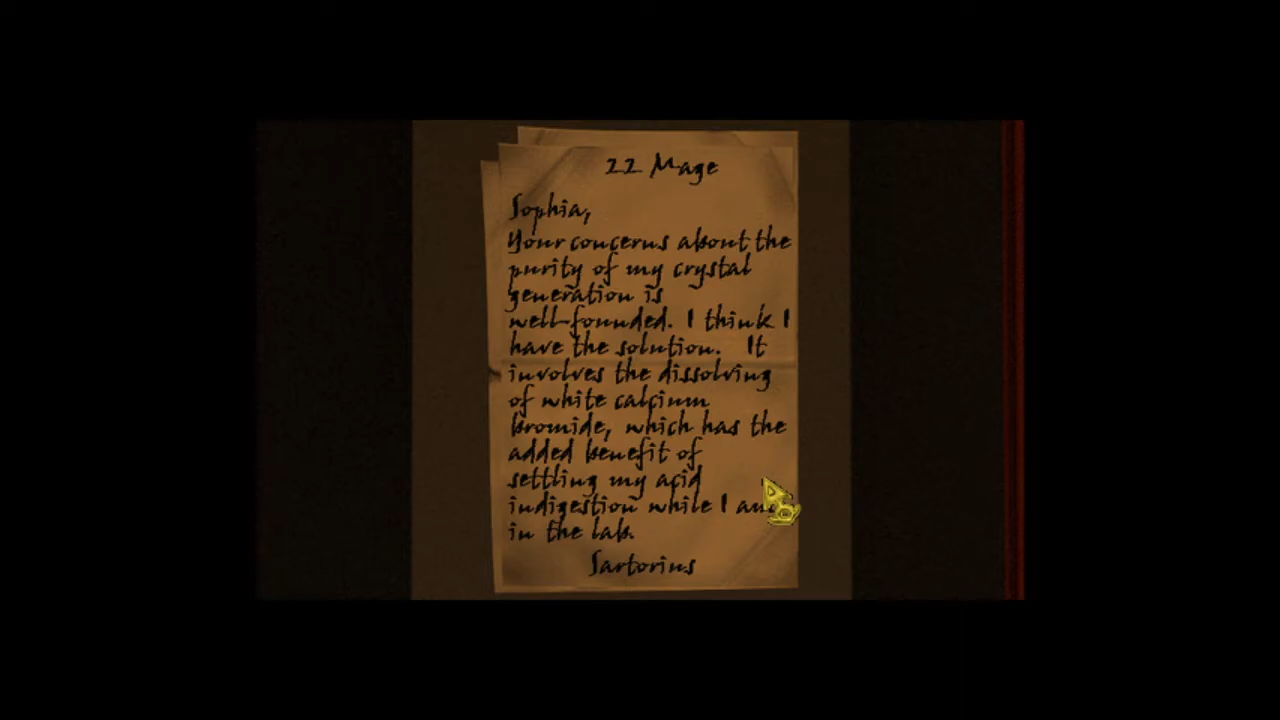 22 Mage
Sophia,
Your concerns about the
purity of my crystal
generation is
well-founded. I think I
have the solution. It
involves the dissolving
of white calcium
bromide, which has the
added benefit of
settling my acid
indigestion while I am
in the lab.
Sartorius